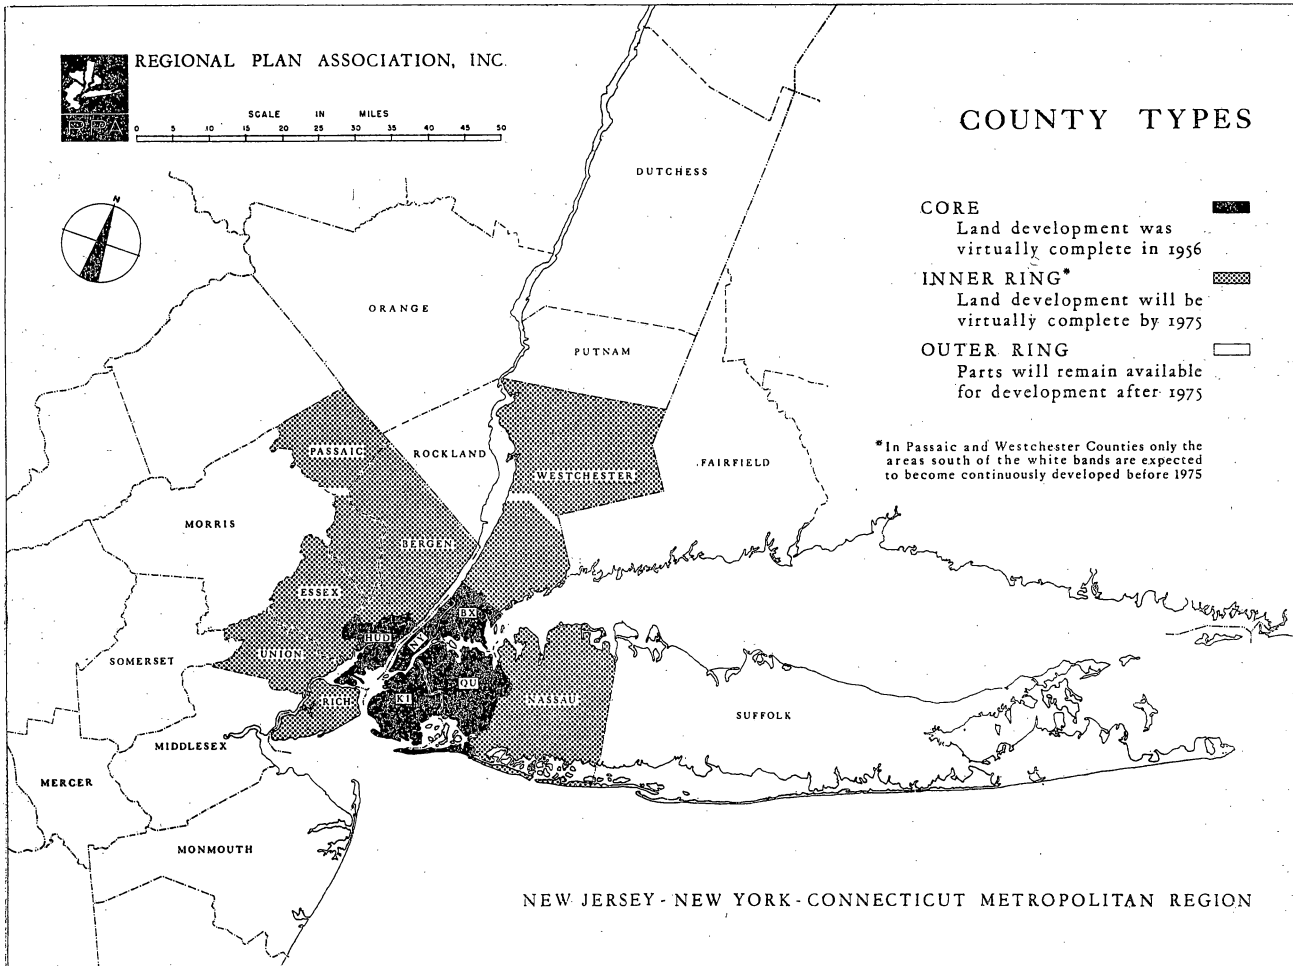 REGIONAL PLAN ASSOCIATION, INC.
RPA
SCALE IN MILES
0 5 10 15 20 25 30 35 40 45 50
COUNTY TYPES
N
DUTCHESS
CORE
Land development was
virtually complete in 1956
INNER RING*
Land development will be
virtually complete by 1975
OUTER RING
Parts will remain available
for development after 1975
*In Passaic and Westchester Counties only the
areas south of the white bands are expected
to become continuously developed before 1975
ORANGE
PUTNAM
PASSAIC
ROCKLAND
WESTCHESTER
FAIRFIELD
MORRIS
BERGEN
ESSEX
BX
HUD
NY
UNION
SOMERSET
QU
RICH
KI
NASSAU
SUFFOLK
MIDDLESEX
MERCER
MONMOUTH
NEW JERSEY - NEW YORK - CONNECTICUT METROPOLITAN REGION